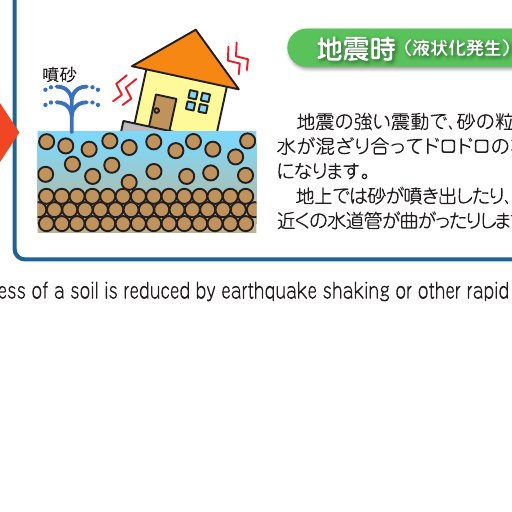 噴砂
地震時（液状化発生）
地震の強い震動で、砂の粒
水が混ざり合ってドロドロの
になります。
地上では砂が噴き出したり、
近くの水道管が曲がったりしま
ess of a soil is reduced by earthquake shaking or other rapid